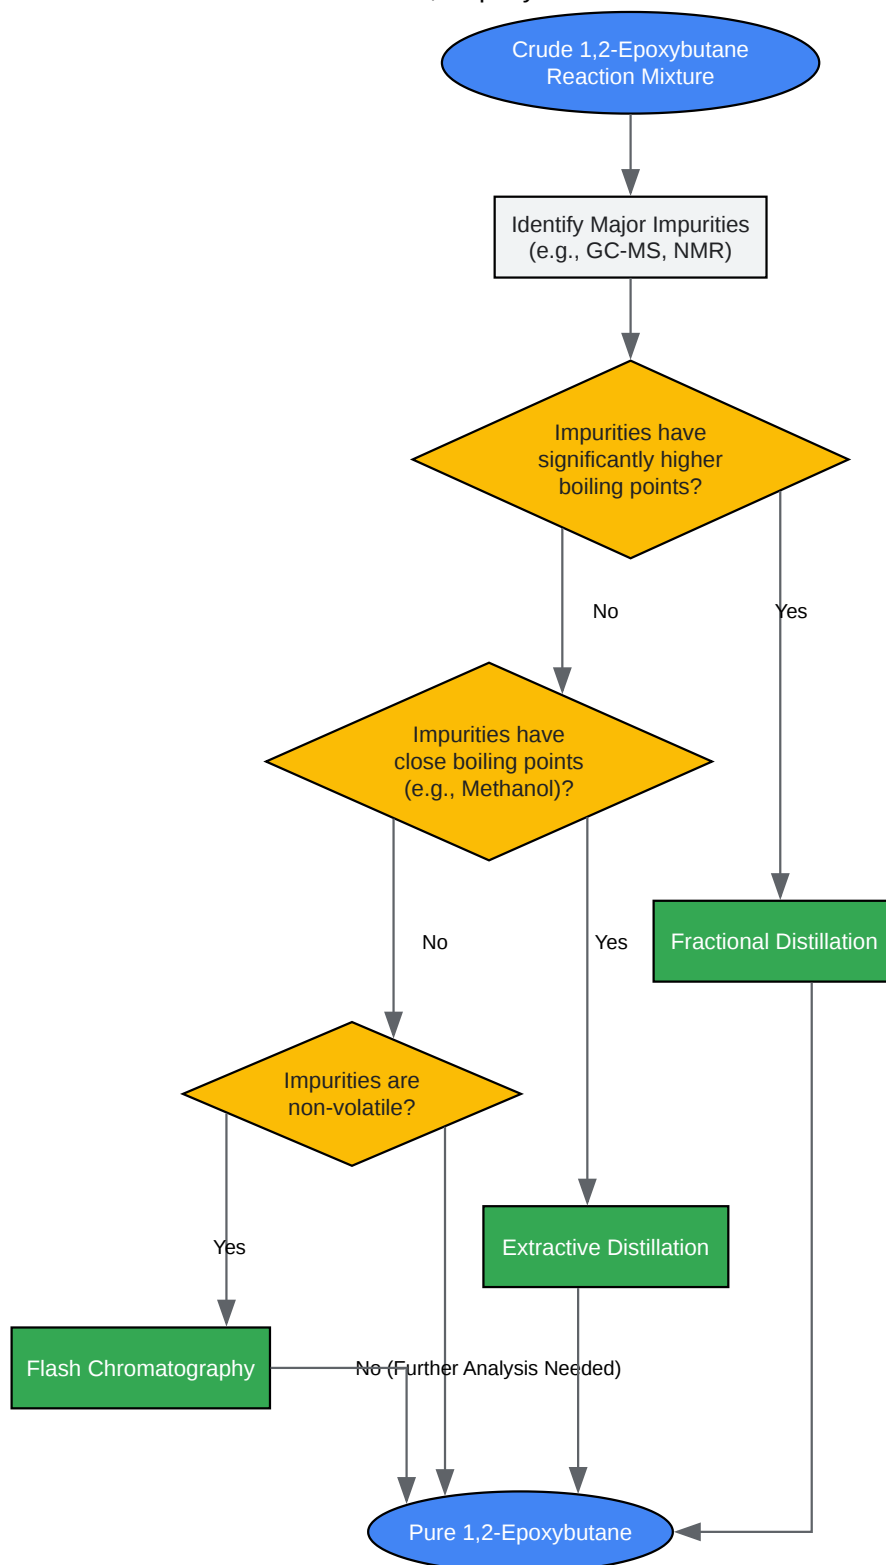 Crude 1,2-Epoxybutane
Reaction Mixture
Identify Major Impurities
(e.g., GC-MS, NMR)
Impurities have
significantly higher
boiling points?
No
Yes
Impurities have
close boiling points
(e.g., Methanol)?
No
Yes
Fractional Distillation
Impurities are
non-volatile?
Yes
Extractive Distillation
Flash Chromatography
No (Further Analysis Needed)
Pure 1,2-Epoxybutane